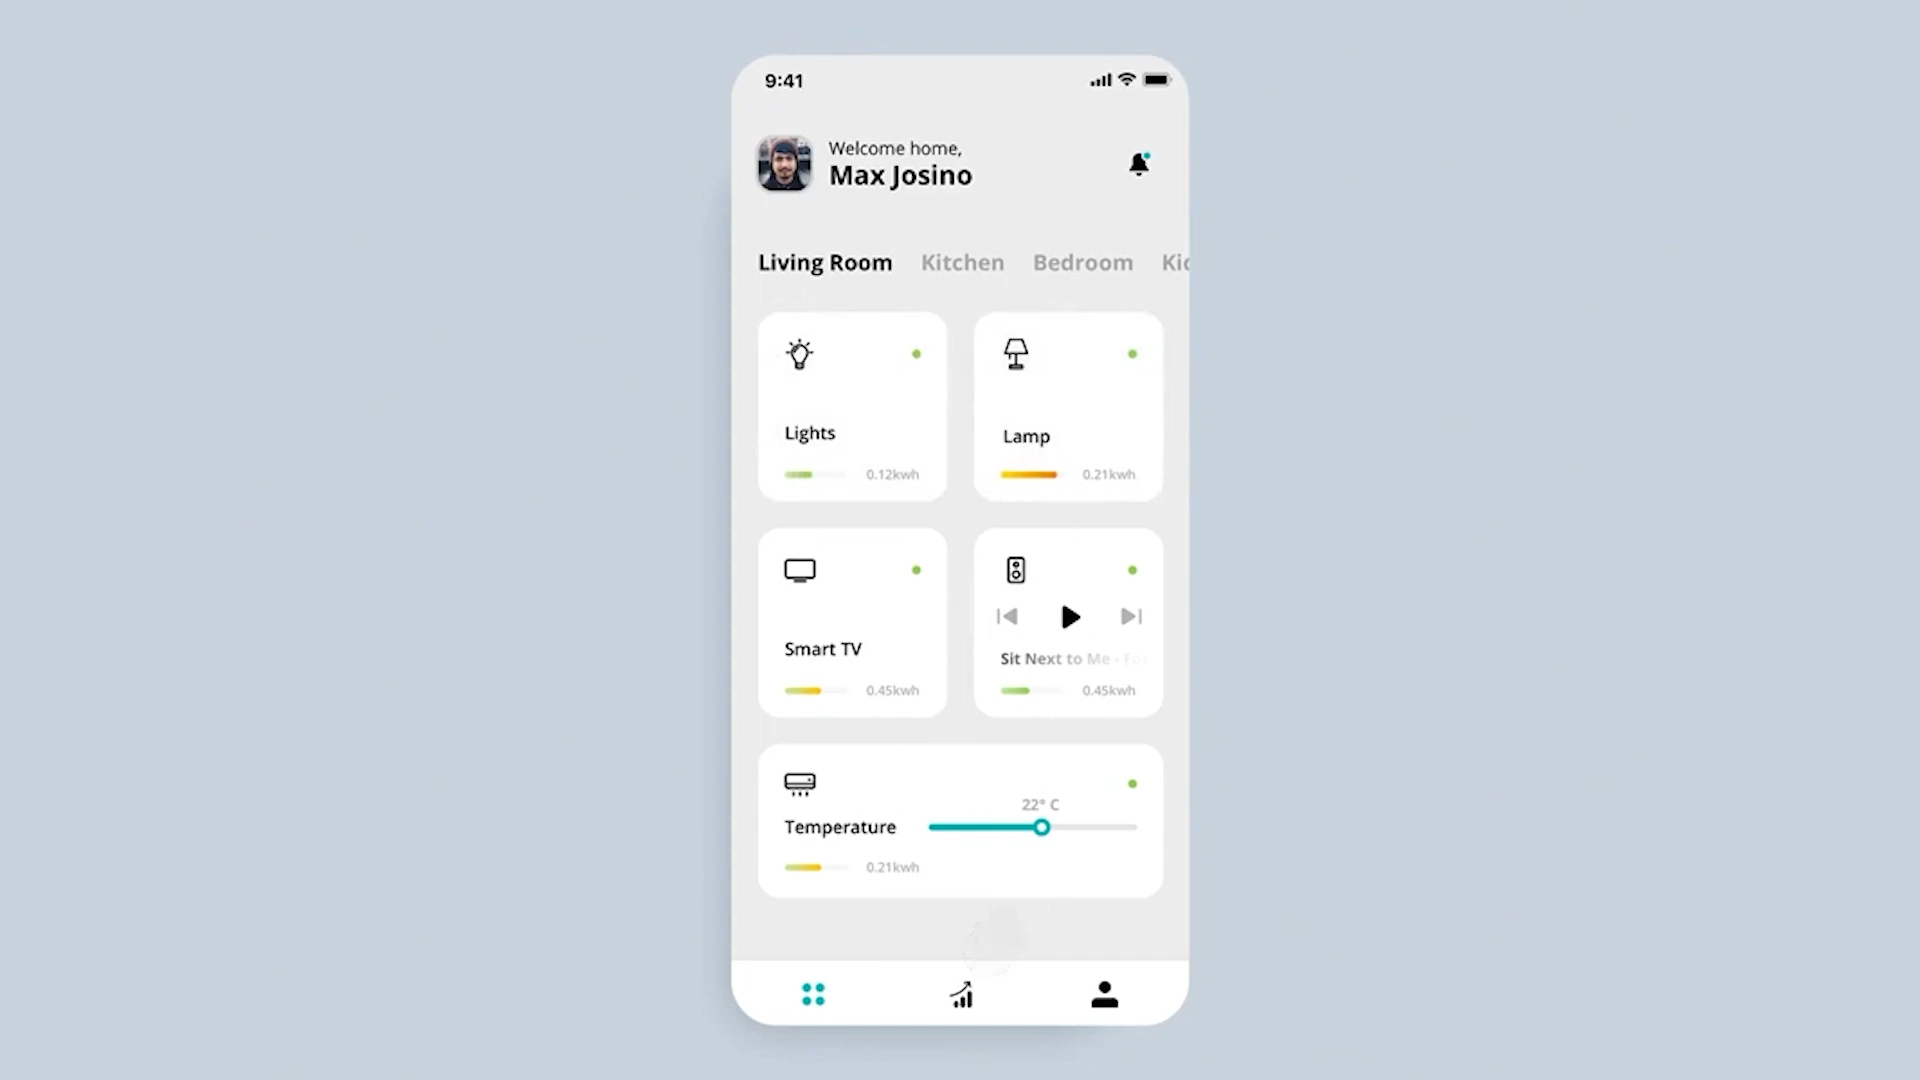 9:41
Welcome home,
Max Josino
Living Room Kitchen Bedroom
Lights
0.12kwh
Lamp
0.21kwh
Smart TV
0.45kwh
Sit Next to Me -
0.45kwh
22° C
Temperature
0.21kwh